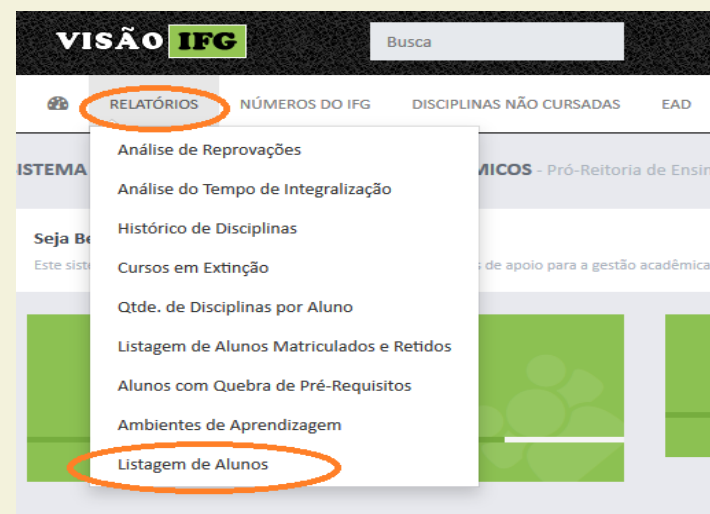 VISÃO IFG
Busca
RELATÓRIOS NÚMEROS DO IFG DISCIPLINAS NÃO CURSADAS EAD
Análise de Reprovações
ISTEMA MICOS - Pró-Reitoria de Ensin
Análise do Tempo de Integralização
Histórico de Disciplinas
Seja Be
Este siste s de apoio para a gestão acadêmica
Cursos em Extinção
Qtde. de Disciplinas por Aluno
Listagem de Alunos Matriculados e Retidos
Alunos com Quebra de Pré-Requisitos
Ambientes de Aprendizagem
Listagem de Alunos